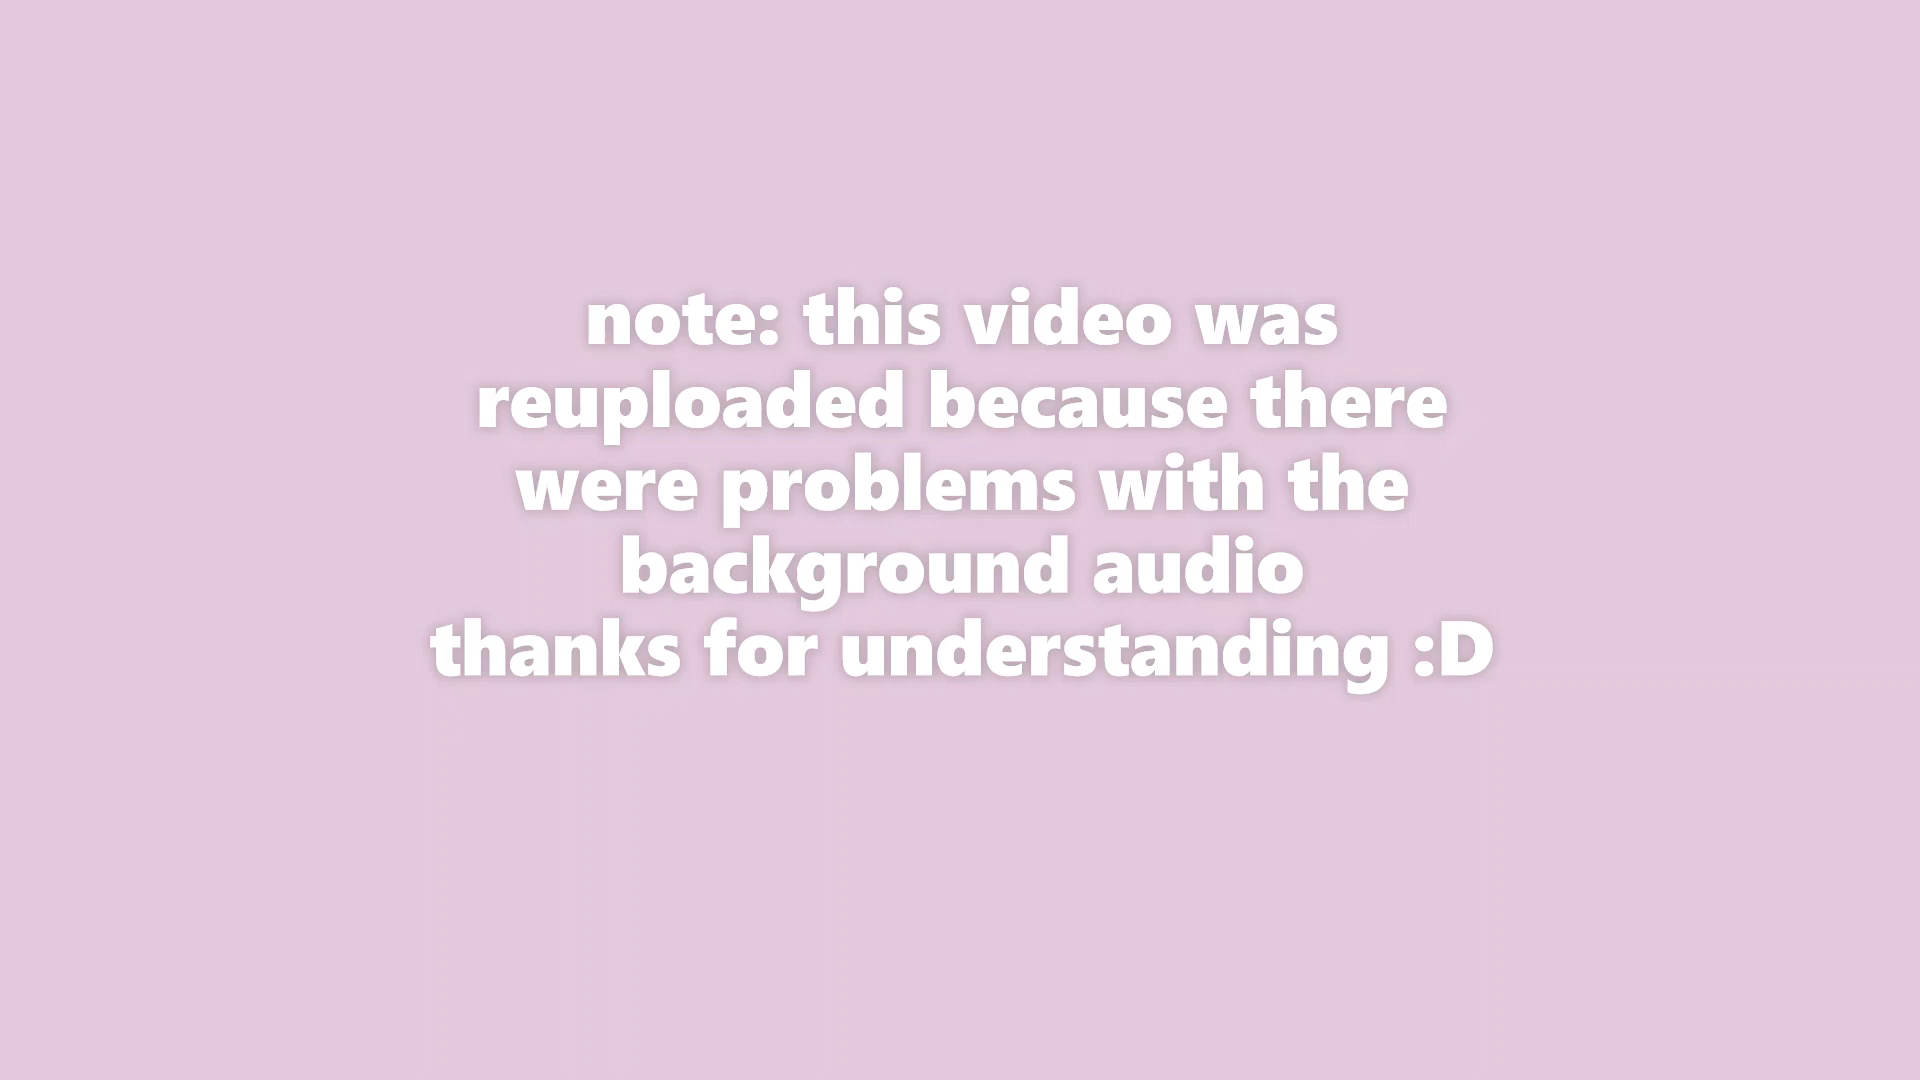 note: this video was
reuploaded because there
were problems with the
background audio
thanks for understanding :D